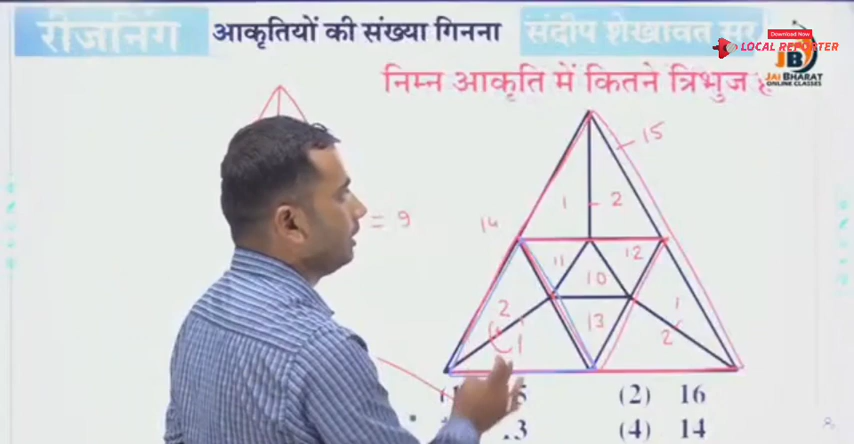 रीजनिंग
आकृतियों की संख्या गिनना
संदीप शेखावत सर
Download Now
LOCAL REPORTER
JB
JAI BHARAT
ONLINE CLASSES
निम्न आकृति में कितने त्रिभुज
15
1 2
14
= 9
11 12
10
2 1
13
1 2
(2) 16
(4) 14